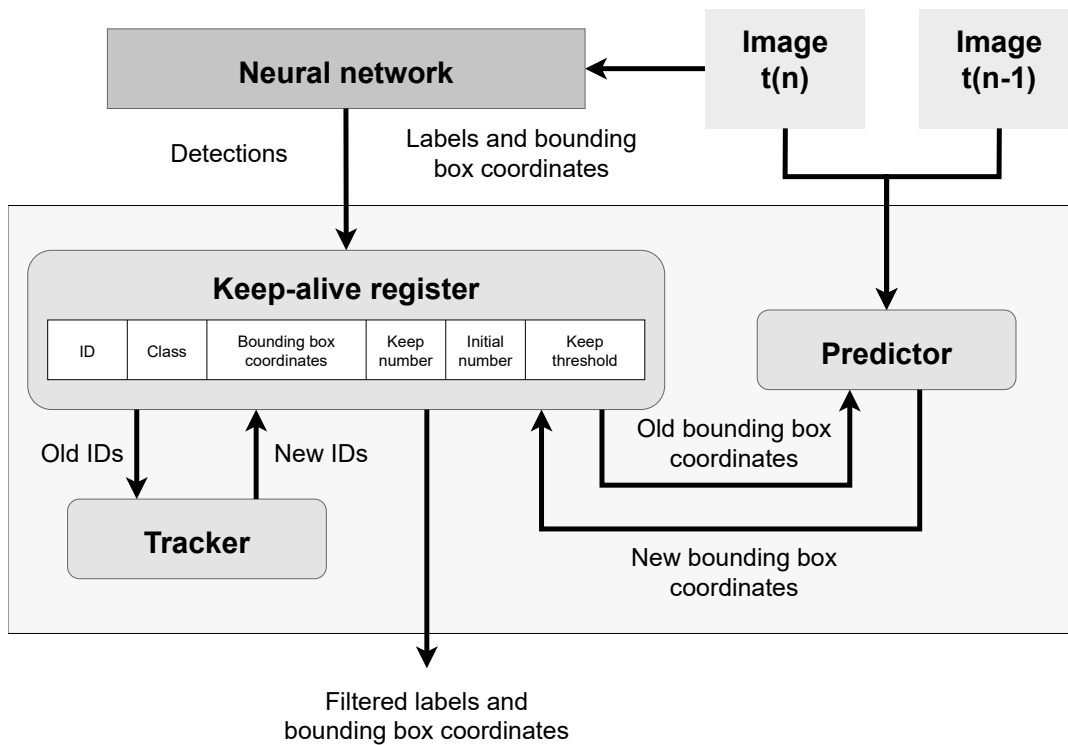 Neural network
Image
t(n)
Image
t(n-1)
Detections
Labels and bounding
box coordinates
Keep-alive register
ID
Class
Bounding box
coordinates
Keep
number
Initial
number
Keep
threshold
Predictor
Old IDs
New IDs
Old bounding box
coordinates
Tracker
New bounding box
coordinates
Filtered labels and
bounding box coordinates